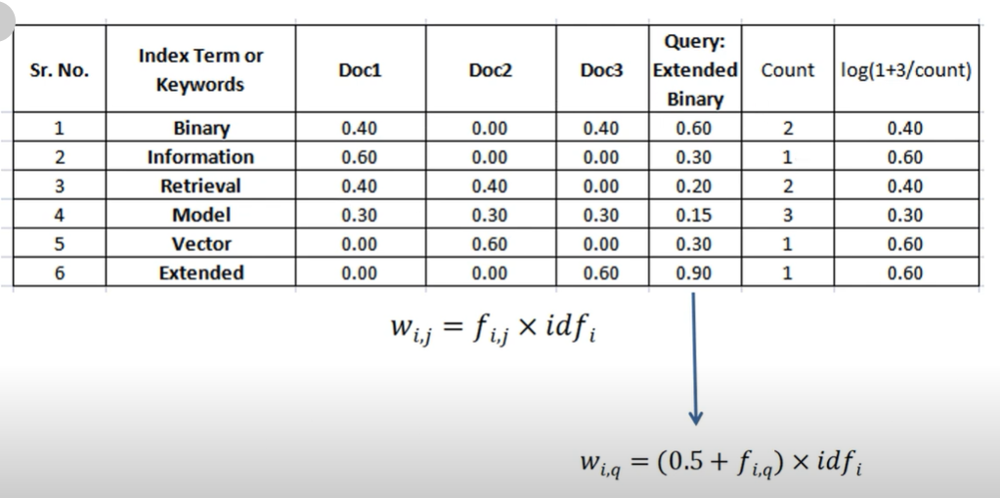 Sr. No. Index Term or Keywords Doc1 Doc2 Doc3 Query: Extended Binary Count log(1+3/count)
1 Binary 0.40 0.00 0.40 0.60 2 0.40
2 Information 0.60 0.00 0.00 0.30 1 0.60
3 Retrieval 0.40 0.40 0.00 0.20 2 0.40
4 Model 0.30 0.30 0.30 0.15 3 0.30
5 Vector 0.00 0.60 0.00 0.30 1 0.60
6 Extended 0.00 0.00 0.60 0.90 1 0.60
w_{i,j} = f_{i,j} × idf_i
w_{i,q} = (0.5 + f_{i,q}) × idf_i